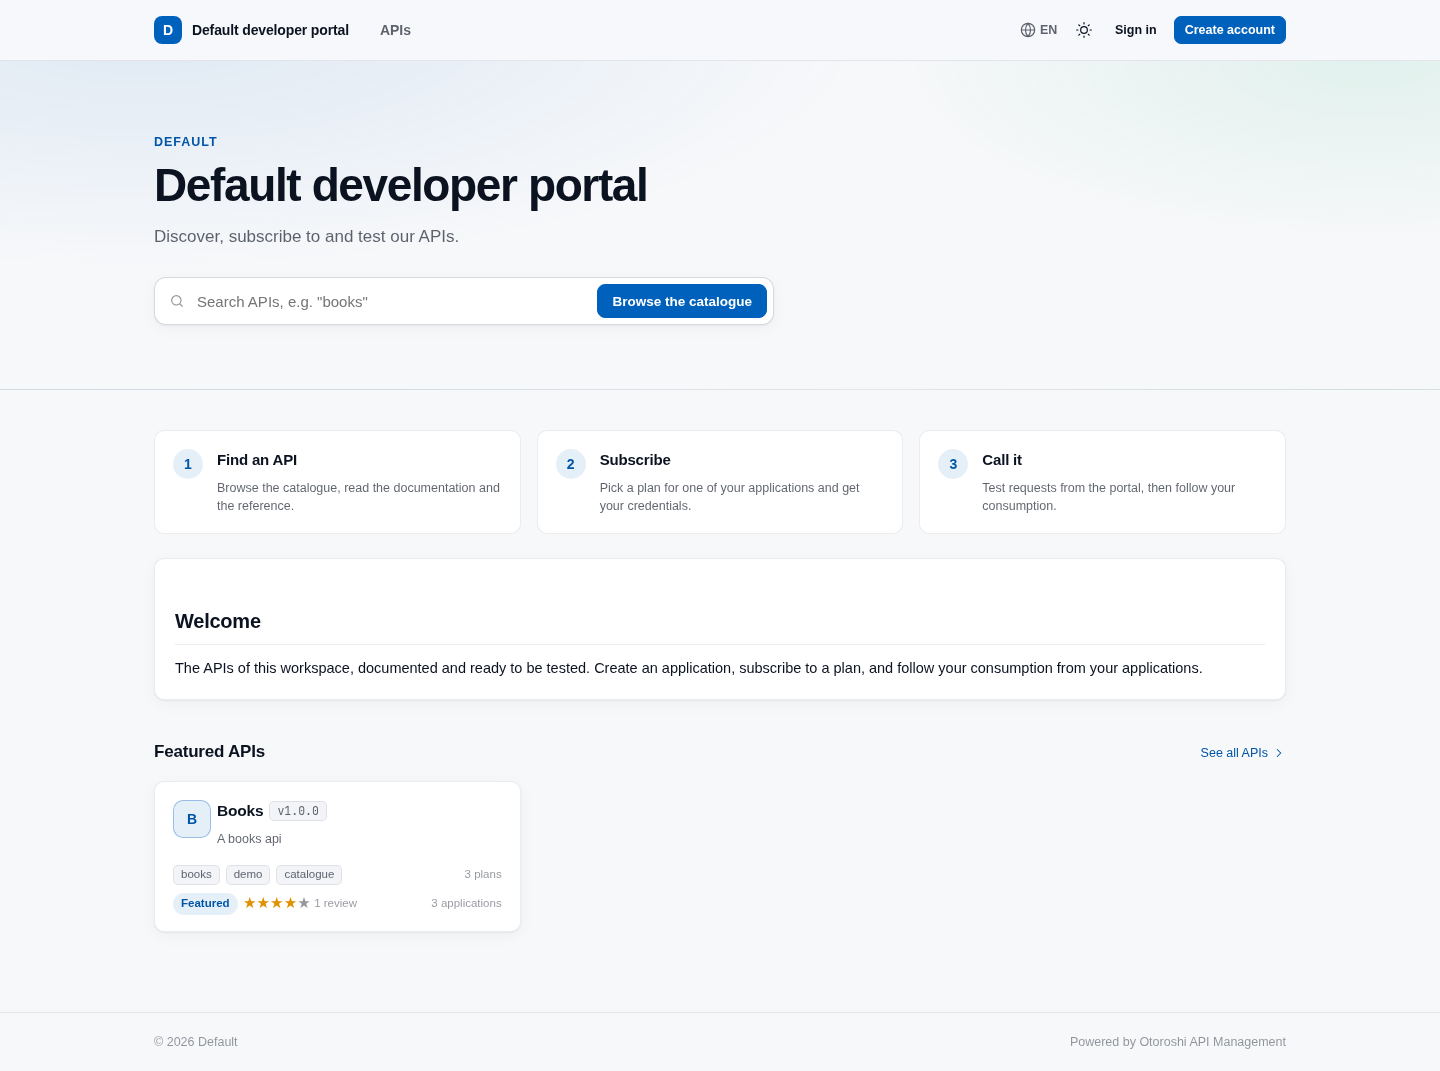 D Default developer portal APIs EN Sign in Create account
DEFAULT
Default developer portal
Discover, subscribe to and test our APIs.
Search APIs, e.g. "books" Browse the catalogue
1 Find an API
Browse the catalogue, read the documentation and
the reference.
2 Subscribe
Pick a plan for one of your applications and get
your credentials.
3 Call it
Test requests from the portal, then follow your
consumption.
Welcome
The APIs of this workspace, documented and ready to be tested. Create an application, subscribe to a plan, and follow your consumption from your applications.
Featured APIs See all APIs
B Books v1.0.0
A books api
books demo catalogue 3 plans
Featured ★★★★★ 1 review 3 applications
© 2026 Default Powered by Otoroshi API Management